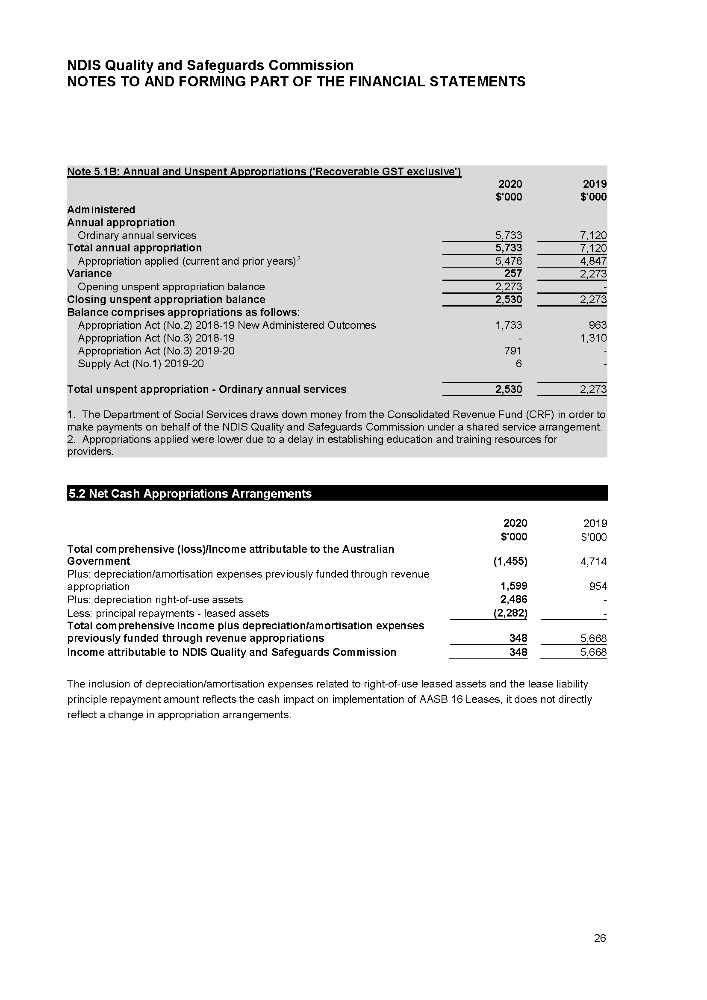 NDIS Quality and Safeguards Commission
NOTES TO AND FORMING PART OF THE FINANCIAL STATEMENTS
Note 5.1B: Annual and Unspent Appropriations ('Recoverable GST exclusive')
2020 2019
$'000 $'000
Administered
Annual appropriation
Ordinary annual services 5,733 7,120
Total annual appropriation 5,733 7,120
Appropriation applied (current and prior years)2 5,476 4,847
Variance 257 2,273
Opening unspent appropriation balance 2,273 -
Closing unspent appropriation balance 2,530 2,273
Balance comprises appropriations as follows:
Appropriation Act (No.2) 2018-19 New Administered Outcomes 1,733 963
Appropriation Act (No.3) 2018-19 - 1,310
Appropriation Act (No.3) 2019-20 791 -
Supply Act (No.1) 2019-20 6 -
Total unspent appropriation - Ordinary annual services 2,530 2,273
1. The Department of Social Services draws down money from the Consolidated Revenue Fund (CRF) in order to
make payments on behalf of the NDIS Quality and Safeguards Commission under a shared service arrangement.
2. Appropriations applied were lower due to a delay in establishing education and training resources for
providers.
5.2 Net Cash Appropriations Arrangements
2020 2019
$'000 $'000
Total comprehensive (loss)/Income attributable to the Australian
Government (1,455) 4,714
Plus: depreciation/amortisation expenses previously funded through revenue
appropriation 1,599 954
Plus: depreciation right-of-use assets 2,486 -
Less: principal repayments - leased assets (2,282) -
Total comprehensive Income plus depreciation/amortisation expenses
previously funded through revenue appropriations 348 5,668
Income attributable to NDIS Quality and Safeguards Commission 348 5,668
The inclusion of depreciation/amortisation expenses related to right-of-use leased assets and the lease liability
principle repayment amount reflects the cash impact on implementation of AASB 16 Leases, it does not directly
reflect a change in appropriation arrangements.
26